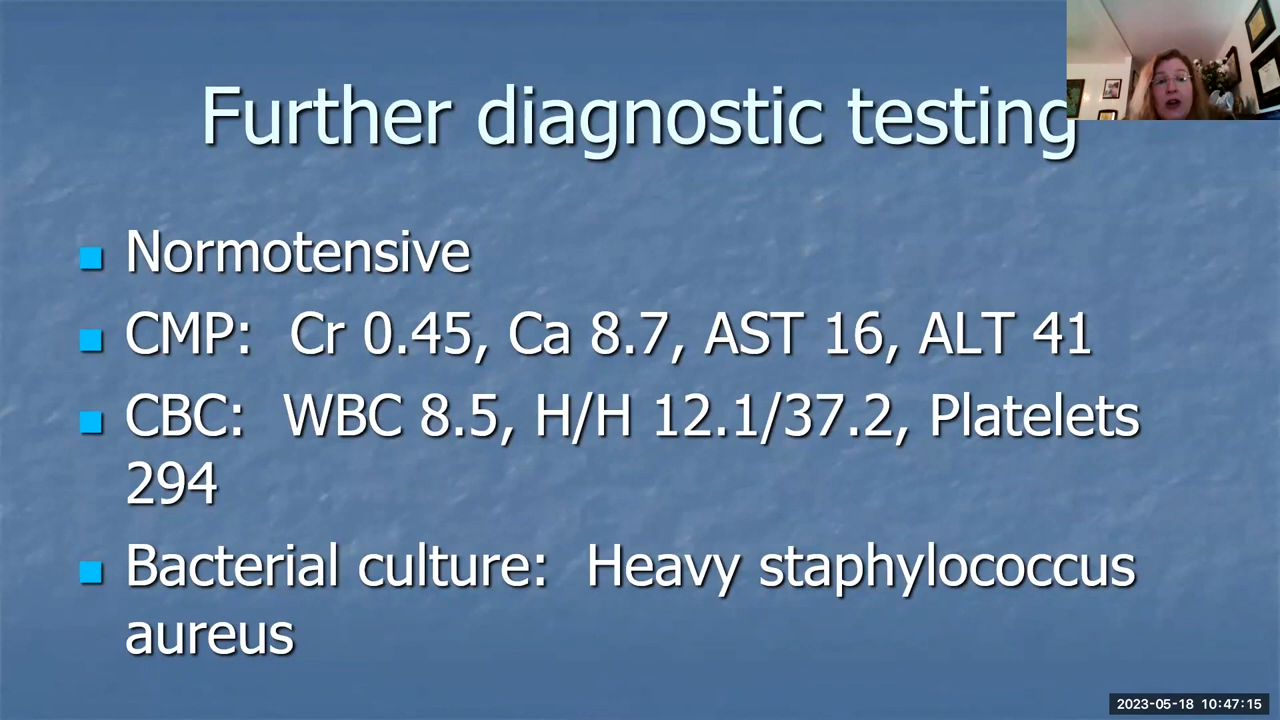 Further diagnostic testing
Normotensive
CMP:  Cr 0.45, Ca 8.7, AST 16, ALT 41
CBC:  WBC 8.5, H/H 12.1/37.2, Platelets
294
Bacterial culture:  Heavy staphylococcus
aureus
2023-05-18 10:47:15